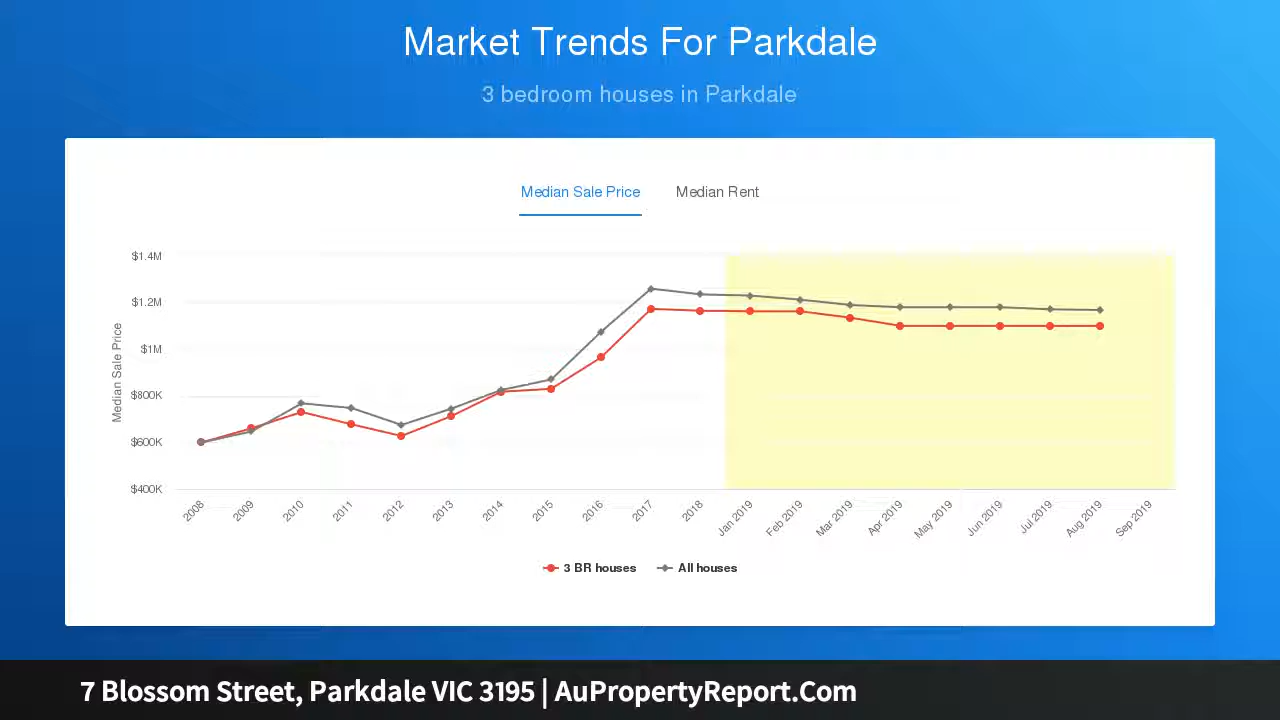 Market Trends For Parkdale
3 bedroom houses in Parkdale
Median Sale Price Median Rent
$1.4M
$1.2M
$1M
$800K
$600K
$400K
Median Sale Price
2008 2009 2010 2011 2012 2013 2014 2015 2016 2017 2018 Jan 2019 Feb 2019 Mar 2019 Apr 2019 May 2019 Jun 2019 Jul 2019 Aug 2019 Sep 2019
3 BR houses All houses
7 Blossom Street, Parkdale VIC 3195 | AuPropertyReport.Com